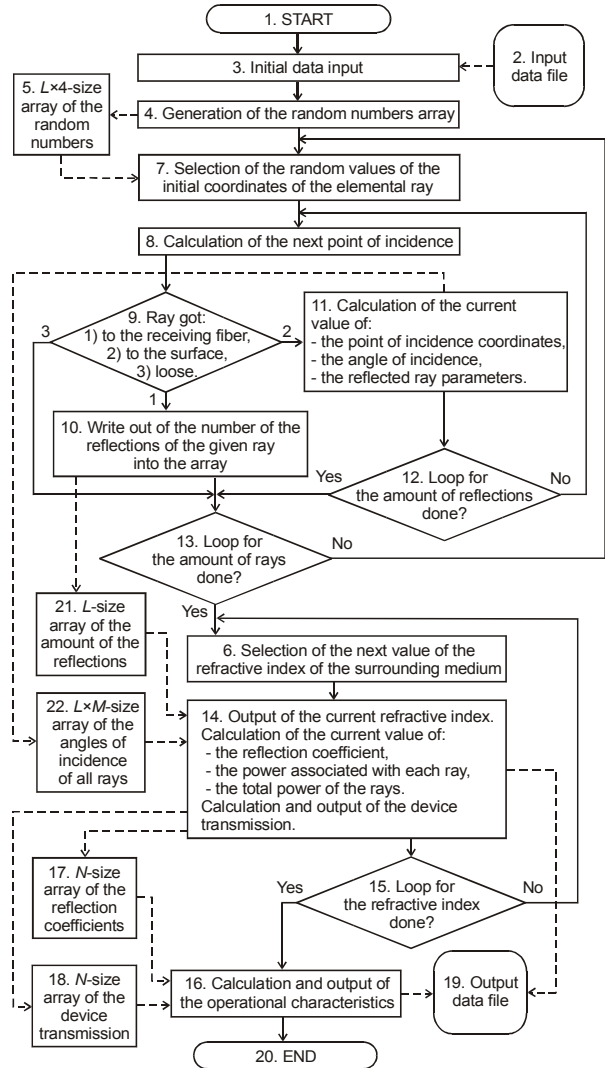 1. START
2. Input
data file
3. Initial data input
5. L×4-size
array of the
random
numbers
4. Generation of the random numbers array
7. Selection of the random values of the
initial coordinates of the elemental ray
8. Calculation of the next point of incidence
9. Ray got:
1) to the receiving fiber,
2) to the surface,
3) loose.
3
2
1
11. Calculation of the current
value of:
- the point of incidence coordinates,
- the angle of incidence,
- the reflected ray parameters.
10. Write out of the number of the
reflections of the given ray
into the array
Yes
12. Loop for
the amount of reflections
done?
No
13. Loop for
the amount of rays
done?
No
Yes
21. L-size
array of the
amount of the
reflections
6. Selection of the next value of the
refractive index of the surrounding medium
22. L×M-size
array of the
angles of
incidence
of all rays
14. Output of the current refractive index.
Calculation of the current value of:
- the reflection coefficient,
- the power associated with each ray,
- the total power of the rays.
Calculation and output of the device
transmission.
17. N-size
array of the
reflection
coefficients
Yes
15. Loop for
the refractive index
done?
No
18. N-size
array of the
device
transmission
16. Calculation and output of
the operational characteristics
19. Output
data file
20. END